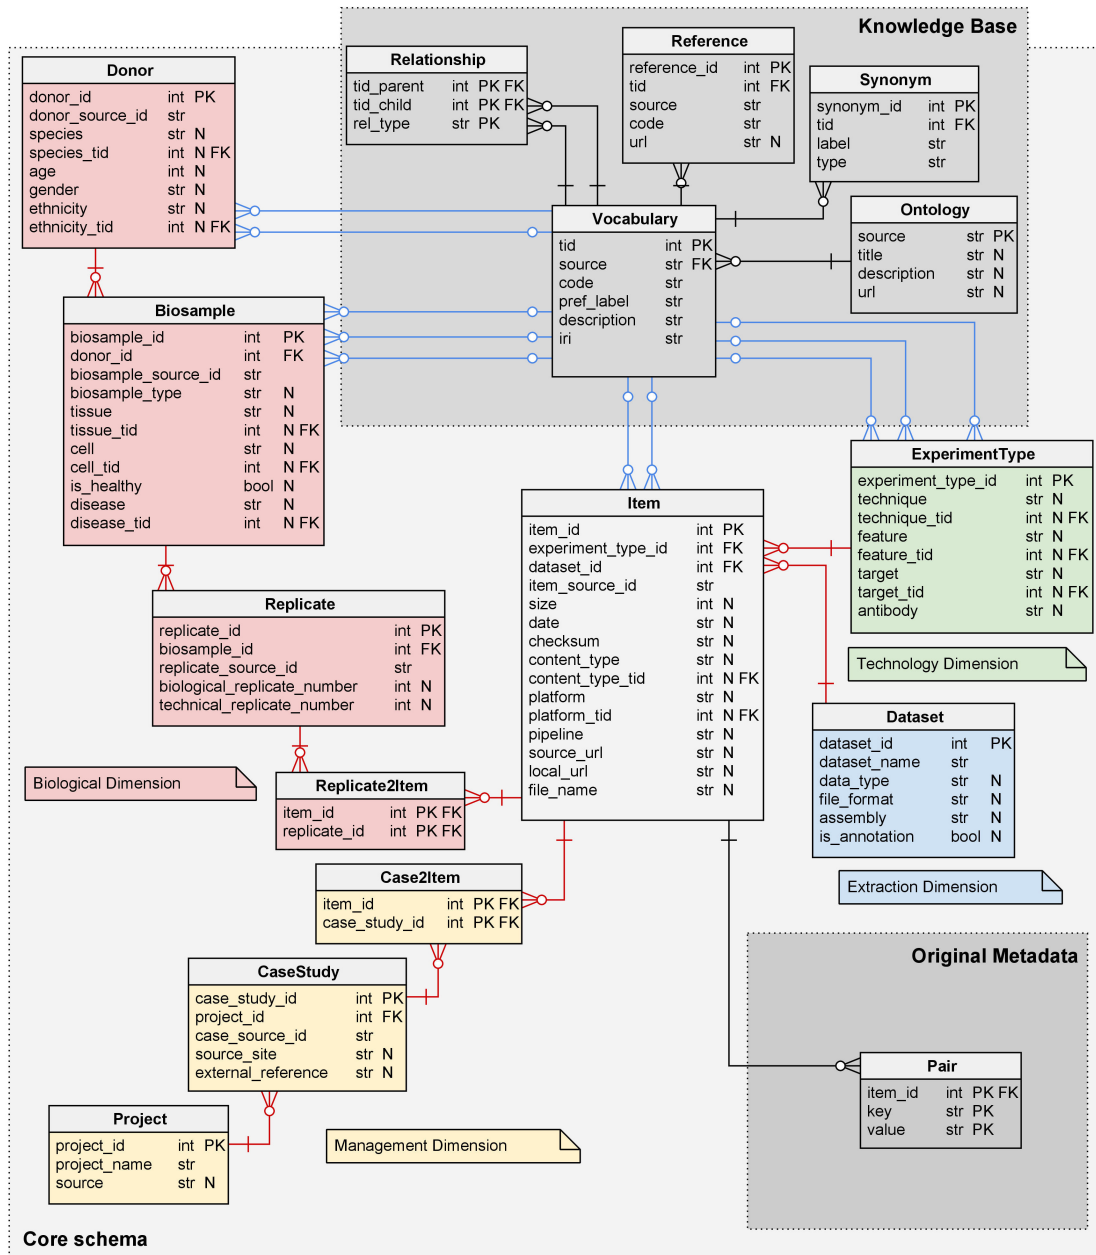 Knowledge Base
Relationship
tid_parent int PK FK
tid_child int PK FK
rel_type str PK
Reference
reference_id int PK
tid int FK
source str
code str
url str N
Synonym
synonym_id int PK
tid int FK
label str
type str
Donor
donor_id int PK
donor_source_id str
species str N
species_tid int N FK
age int N
gender str N
ethnicity str N
ethnicity_tid int N FK
Vocabulary
tid int PK
source str FK
code str
pref_label str
description str
iri str
Ontology
source str PK
title str N
description str N
url str N
Biosample
biosample_id int PK
donor_id int FK
biosample_source_id str
biosample_type str N
tissue str N
tissue_tid int N FK
cell str N
cell_tid int N FK
is_healthy bool N
disease str N
disease_tid int N FK
ExperimentType
experiment_type_id int PK
technique str N
technique_tid int N FK
feature str N
feature_tid int N FK
target str N
target_tid int N FK
antibody str N
Technology Dimension
Item
item_id int PK
experiment_type_id int FK
dataset_id int FK
item_source_id str
size int N
date str N
checksum str N
content_type str N
content_type_tid int N FK
platform str N
platform_tid int N FK
pipeline str N
source_url str N
local_url str N
file_name str N
Replicate
replicate_id int PK
biosample_id int FK
replicate_source_id str
biological_replicate_number int N
technical_replicate_number int N
Biological Dimension
Dataset
dataset_id int PK
dataset_name str
data_type str N
file_format str N
assembly str N
is_annotation bool N
Extraction Dimension
Replicate2Item
item_id int PK FK
replicate_id int PK FK
Case2Item
item_id int PK FK
case_study_id int PK FK
CaseStudy
case_study_id int PK
project_id int FK
case_source_id str
source_site str N
external_reference str N
Original Metadata
Pair
item_id int PK FK
key str PK
value str PK
Project
project_id int PK
project_name str
source str N
Management Dimension
Core schema